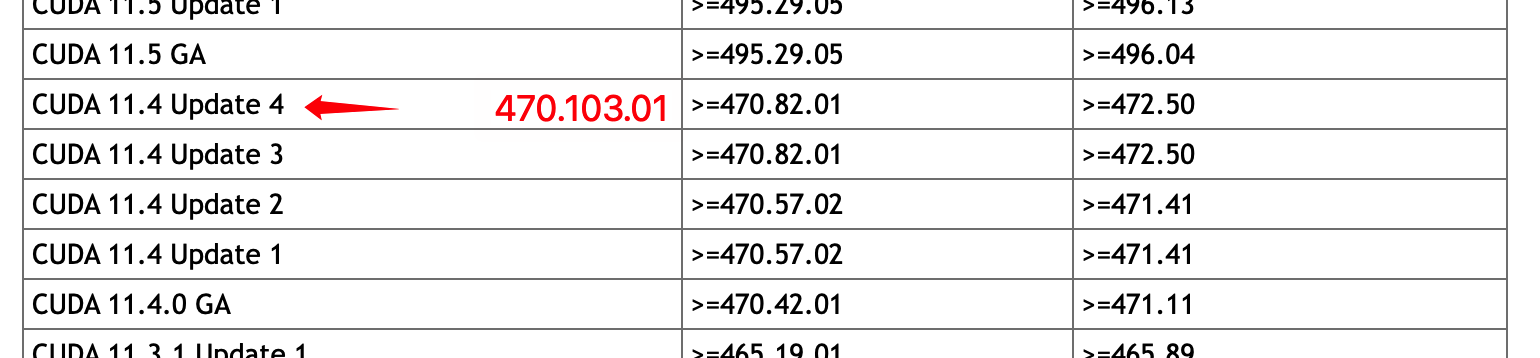 CUDA 11.5 Update 1 >=495.29.05 >=496.13
CUDA 11.5 GA >=495.29.05 >=496.04
CUDA 11.4 Update 4 470.103.01 >=470.82.01 >=472.50
CUDA 11.4 Update 3 >=470.82.01 >=472.50
CUDA 11.4 Update 2 >=470.57.02 >=471.41
CUDA 11.4 Update 1 >=470.57.02 >=471.41
CUDA 11.4.0 GA >=470.42.01 >=471.11
CUDA 11.3.1 Update 1 >=465.19.01 >=465.89